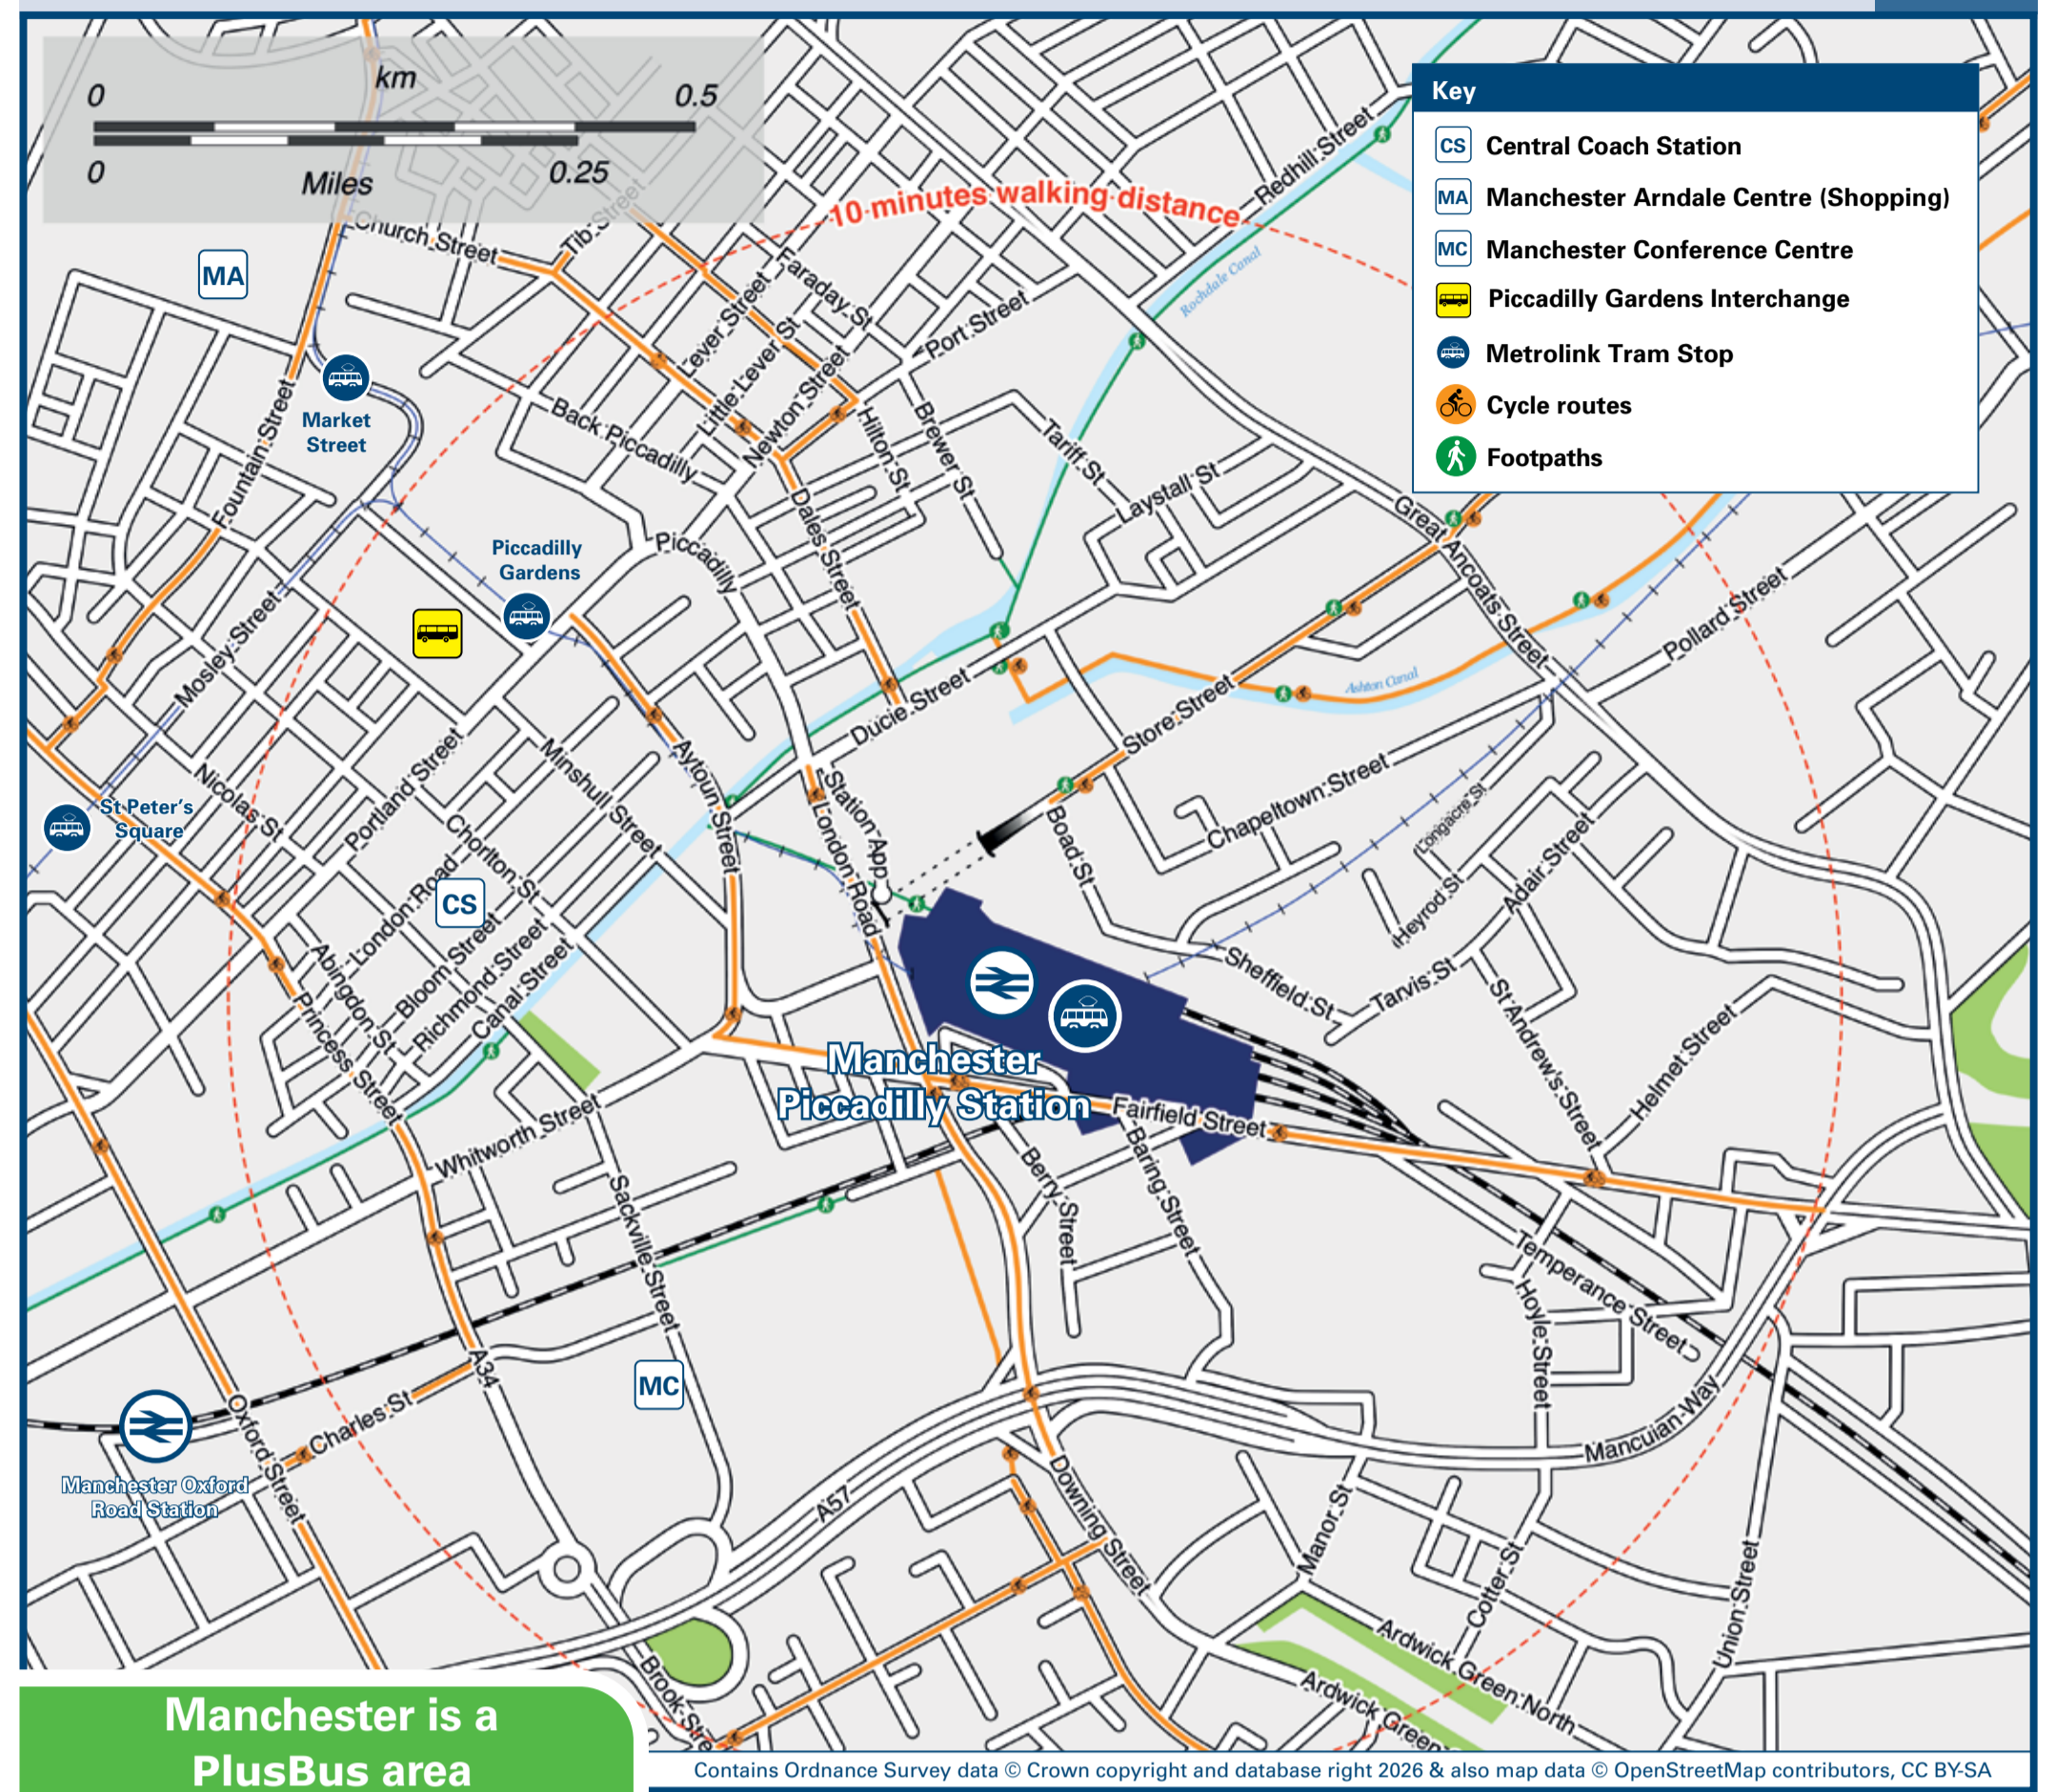 km
0
0.5
0
Miles
0.25
Key
CS Central Coach Station
MA Manchester Arndale Centre (Shopping)
MC Manchester Conference Centre
Piccadilly Gardens Interchange
Metrolink Tram Stop
Cycle routes
Footpaths
10 minutes walking distance
Redhill Street
Rochdale Canal
Church Street
Tib Street
MA
Faraday St
Lever Street
Little Lever St
Port Street
Newton Street
Market
Street
Fountain Street
Back Piccadilly
Hilton St
Brewer St
Tariff St
Laystall St
Great Ancoats Street
Dales Street
Piccadilly
Piccadilly
Gardens
Mosley Street
Pollard Street
Ducie Street
Ashton Canal
Store Street
Aytoun Street
Minshull Street
Portland Street
Nicolas St
St Peter's
Square
Station App
London Road
Chapeltown Street
Longacre St
Boad St
Chorlton St
London Road
CS
Adair Street
Heyrod St
Bloom Street
Richmond Street
Canal Street
Abingdon St
Princess Street
Sheffield St
Tarvis St
St Andrew's Street
Helmet Street
Manchester
Piccadilly Station
Fairfield Street
Whitworth Street
Berry Street
Baring Street
Sackville Street
Temperance Street
Hoyle Street
A34
MC
Charles St
Oxford Street
Manchester Oxford
Road Station
Mancuian Way
A57
Downing Street
Manor St
Cotter St
Union Street
Ardwick Green North
Ardwick Green
Brook Stre
Manchester is a
PlusBus area
Contains Ordnance Survey data © Crown copyright and database right 2026 & also map data © OpenStreetMap contributors, CC BY-SA